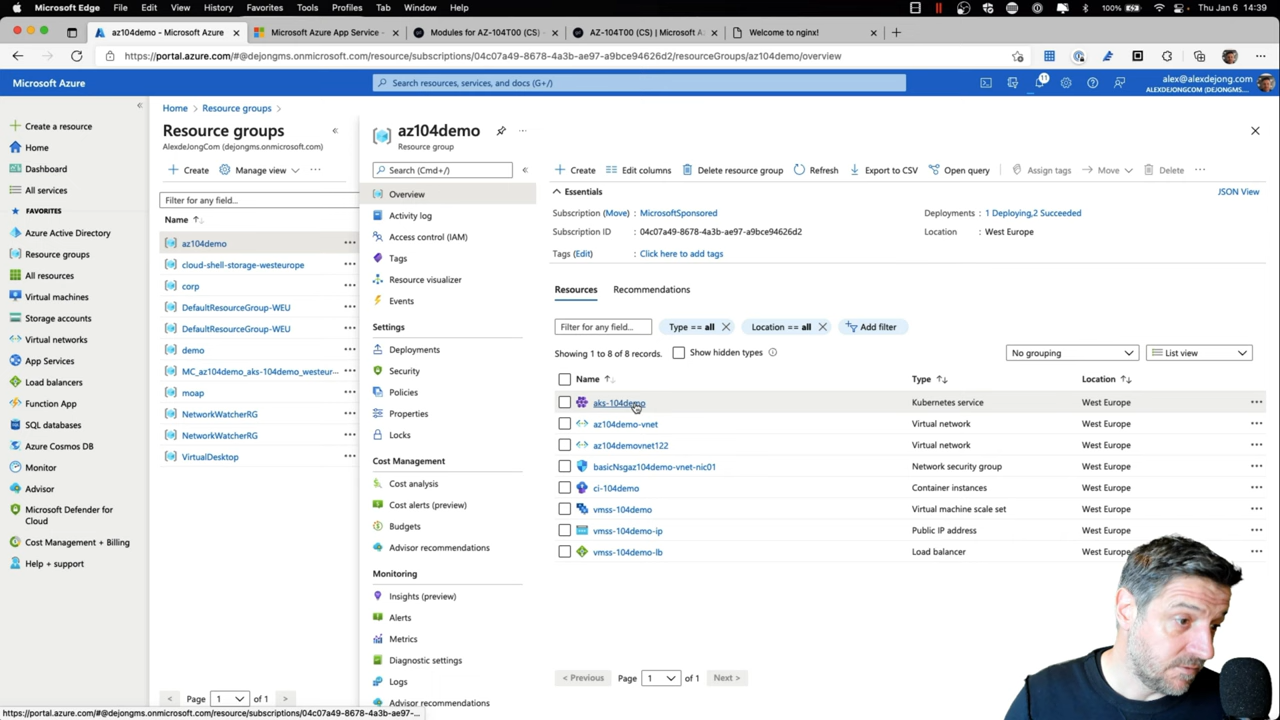 Microsoft Edge File Edit View History Favorites Tools Profiles Tab Window Help 100% Thu Jan 6 14:39
az104demo - Microsoft Azure
Microsoft Azure App Service -
Modules for AZ-104T00 (CS) -
AZ-104T00 (CS) | Microsoft A
Welcome to nginx!
https://portal.azure.com/#@dejongms.onmicrosoft.com/resource/subscriptions/04c07a49-8678-4a3b-ae97-a9bce94626d2/resourceGroups/az104demo/overview
Microsoft Azure
Search resources, services, and docs (G+/)
11
alex@alexdejong.com
ALEXDEJONGCOM (DEJONGMS....
Create a resource
Home
Dashboard
All services
FAVORITES
Azure Active Directory
Resource groups
All resources
Virtual machines
Storage accounts
Virtual networks
App Services
Load balancers
Function App
SQL databases
Azure Cosmos DB
Monitor
Advisor
Microsoft Defender for
Cloud
Cost Management + Billing
Help + support
Home > Resource groups >
Resource groups
AlexdeJongCom (dejongms.onmicrosoft.com)
+ Create Manage view ...
Filter for any field...
Name ↑↓
az104demo ...
cloud-shell-storage-westeurope ...
corp ...
DefaultResourceGroup-WEU ...
DefaultResourceGroup-WEU ...
demo ...
MC_az104demo_aks-104demo_westeur... ...
moap ...
NetworkWatcherRG ...
NetworkWatcherRG ...
VirtualDesktop ...
< Page 1 of 1 >
az104demo ...
Resource group
Search (Cmd+/)
Overview
Activity log
Access control (IAM)
Tags
Resource visualizer
Events
Settings
Deployments
Security
Policies
Properties
Locks
Cost Management
Cost analysis
Cost alerts (preview)
Budgets
Advisor recommendations
Monitoring
Insights (preview)
Alerts
Metrics
Diagnostic settings
Logs
Advisor recommendations
+ Create Edit columns Delete resource group Refresh Export to CSV Open query Assign tags Move Delete ...
Essentials
JSON View
Subscription (Move) : MicrosoftSponsored
Deployments : 1 Deploying,2 Succeeded
Subscription ID : 04c07a49-8678-4a3b-ae97-a9bce94626d2
Location : West Europe
Tags (Edit) : Click here to add tags
Resources Recommendations
Filter for any field... Type == all Location == all Add filter
Showing 1 to 8 of 8 records. Show hidden types No grouping List view
Name ↑↓ Type ↑↓ Location ↑↓
aks-104demo Kubernetes service West Europe ...
az104demo-vnet Virtual network West Europe ...
az104demovnet122 Virtual network West Europe ...
basicNsgaz104demo-vnet-nic01 Network security group West Europe ...
ci-104demo Container instances West Europe ...
vmss-104demo Virtual machine scale set West Europe ...
vmss-104demo-ip Public IP address West Europe ...
vmss-104demo-lb Load balancer West Europe ...
< Previous Page 1 of 1 Next >
https://portal.azure.com/#@dejongms.onmicrosoft.com/resource/subscriptions/04c07a49-8678-4a3b-ae97-...